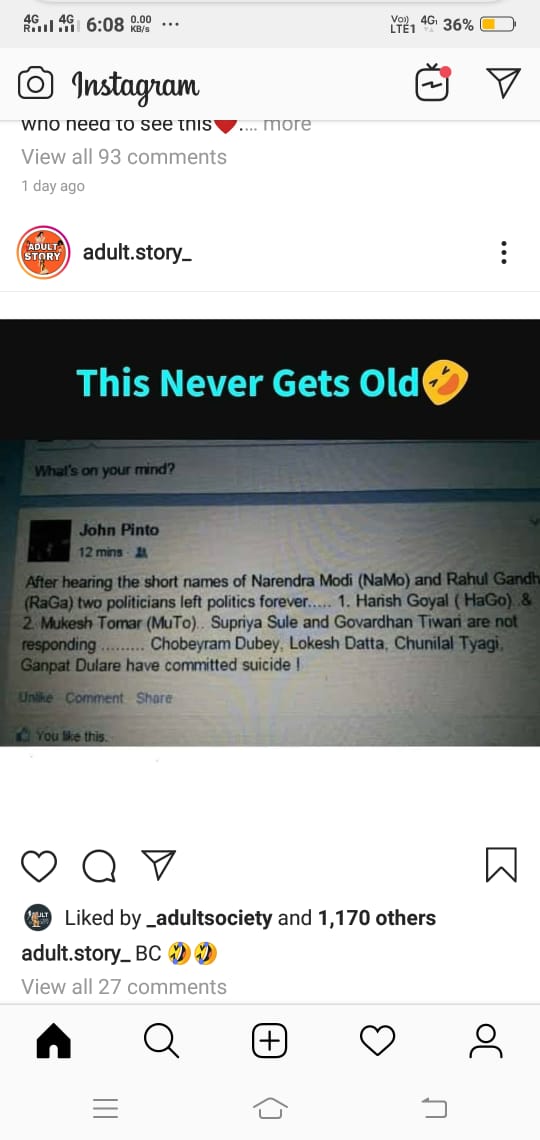 4G R 4G 6:08 0.00 KB/s ... Vo)) LTE1 4G 36%
Instagram
who need to see this❤.... more
View all 93 comments
1 day ago
ADULT STORY
adult.story_
This Never Gets Old🤣
What's on your mind?
John Pinto
12 mins
After hearing the short names of Narendra Modi (NaMo) and Rahul Gandh
(RaGa) two politicians left politics forever..... 1. Harish Goyal ( HaGo) &
2. Mukesh Tomar (MuTo).. Supriya Sule and Govardhan Tiwari are not
responding ......... Chobeyram Dubey, Lokesh Datta, Chunilal Tyagi,
Ganpat Dulare have committed suicide !
Unlike Comment Share
You like this.
Liked by _adultsociety and 1,170 others
adult.story_ BC 🤣🤣
View all 27 comments